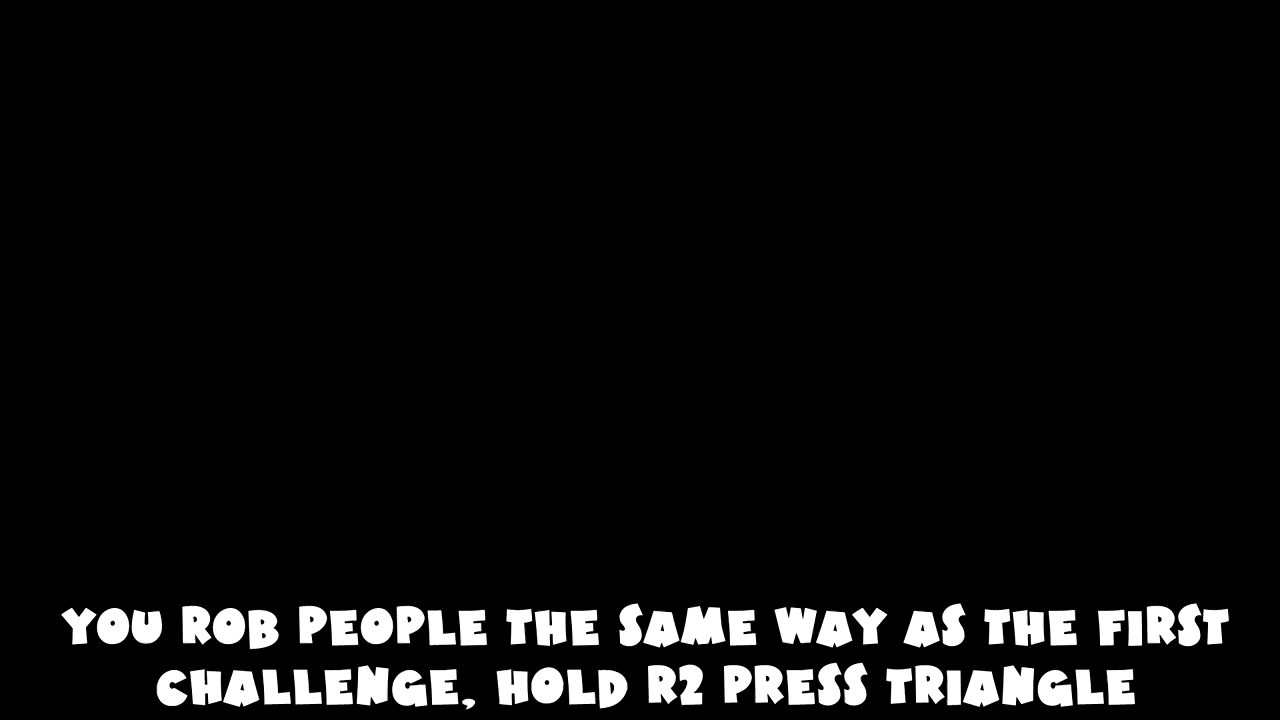 YOU ROB PEOPLE THE SAME WAY AS THE FIRST
CHALLENGE, HOLD R2 PRESS TRIANGLE